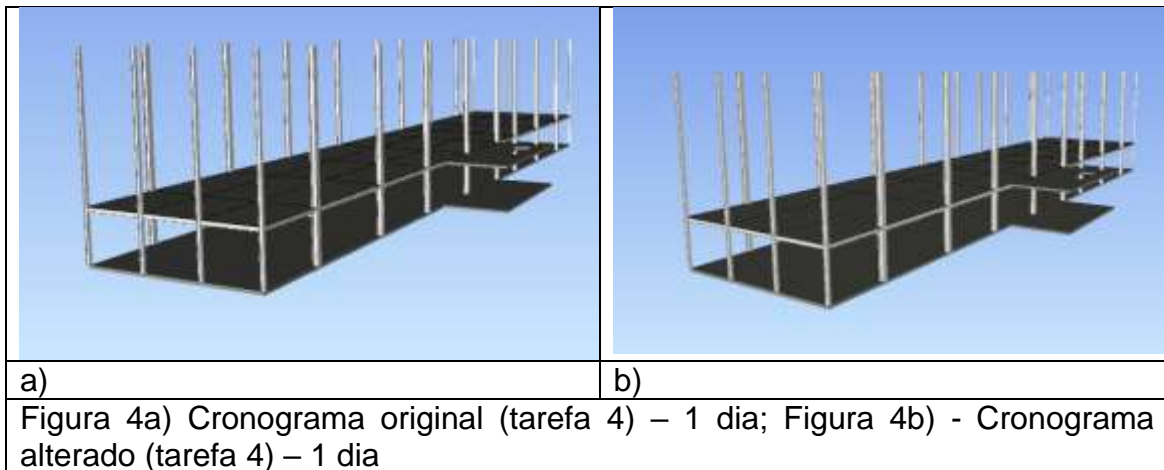 a)
b)
Figura 4a) Cronograma original (tarefa 4) – 1 dia; Figura 4b) - Cronograma
alterado (tarefa 4) – 1 dia